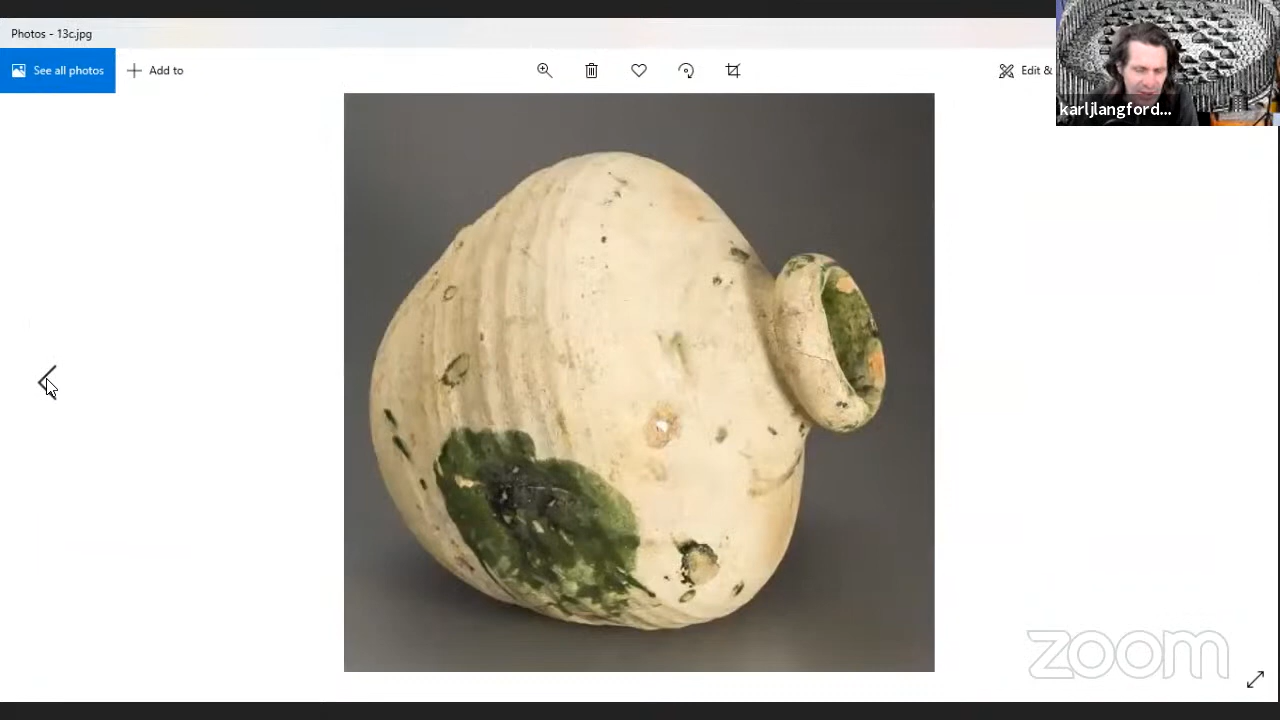 Photos - 13c.jpg
See all photos
Add to
Edit &
karljlangford...
zoom